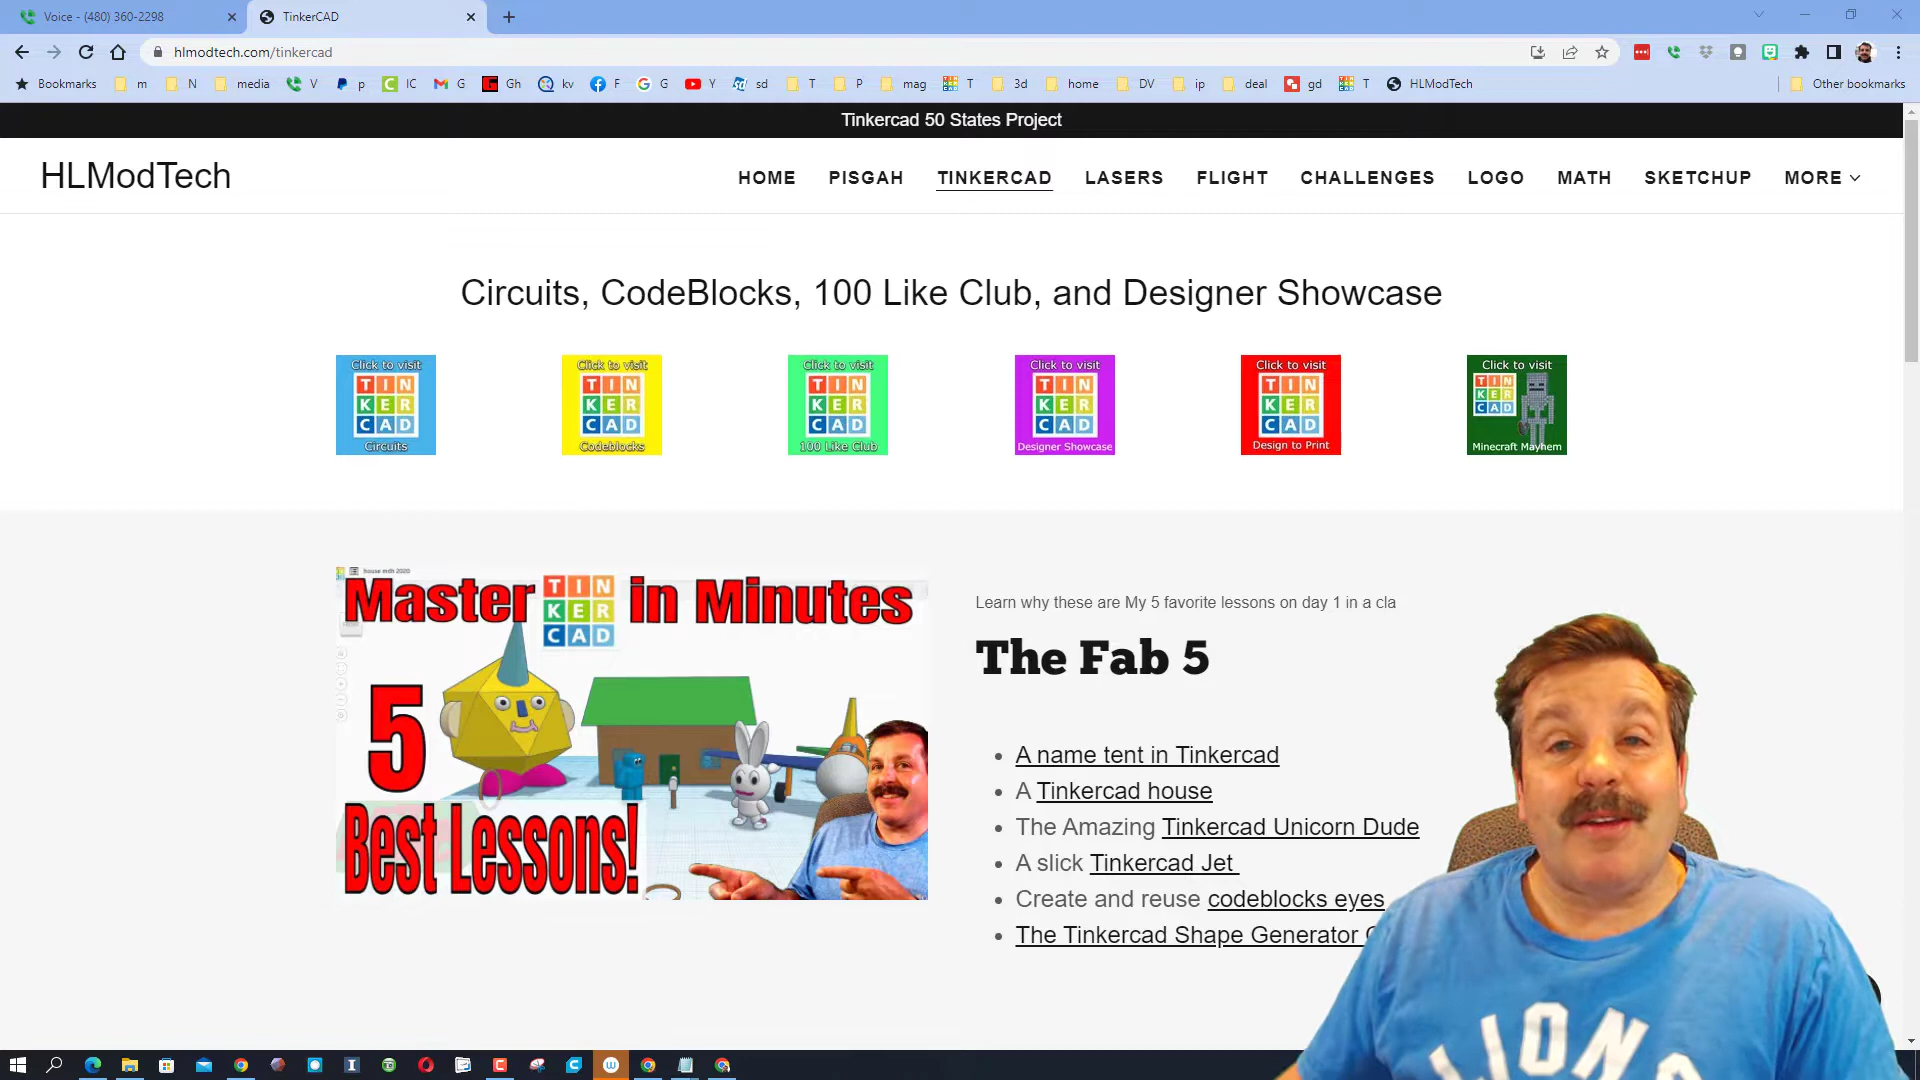 Voice - (480) 360-2298
TinkerCAD
hlmodtech.com/tinkercad
Bookmarks m N media V p IC G Gh kv F G Y sd T P mag T 3d home DV ip deal gd T HLModTech Other bookmarks
Tinkercad 50 States Project
HLModTech
HOME PISGAH TINKERCAD LASERS FLIGHT CHALLENGES LOGO MATH SKETCHUP MORE
Circuits, CodeBlocks, 100 Like Club, and Designer Showcase
Click to visit
TIN
KER
CAD
Circuits
Click to visit
TIN
KER
CAD
Codeblocks
Click to visit
TIN
KER
CAD
100 Like Club
Click to visit
TIN
KER
CAD
Designer Showcase
Click to visit
TIN
KER
CAD
Design to Print
Click to visit
TIN
KER
CAD
Minecraft Mayhem
Master TIN KER CAD in Minutes
5
Best Lessons!
Learn why these are My 5 favorite lessons on day 1 in a cla
The Fab 5
A name tent in Tinkercad
A Tinkercad house
The Amazing Tinkercad Unicorn Dude
A slick Tinkercad Jet
Create and reuse codeblocks eyes
The Tinkercad Shape Generator
LIONS